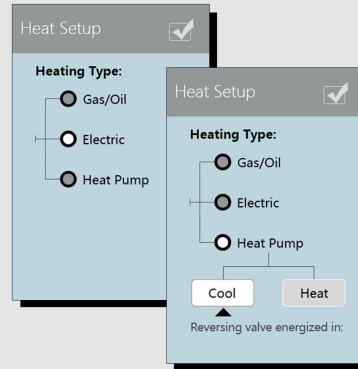 Heat Setup
Heating Type:
Gas/Oil
Electric
Heat Pump
Heat Setup
Heating Type:
Gas/Oil
Electric
Heat Pump
Cool
Heat
Reversing valve energized in: